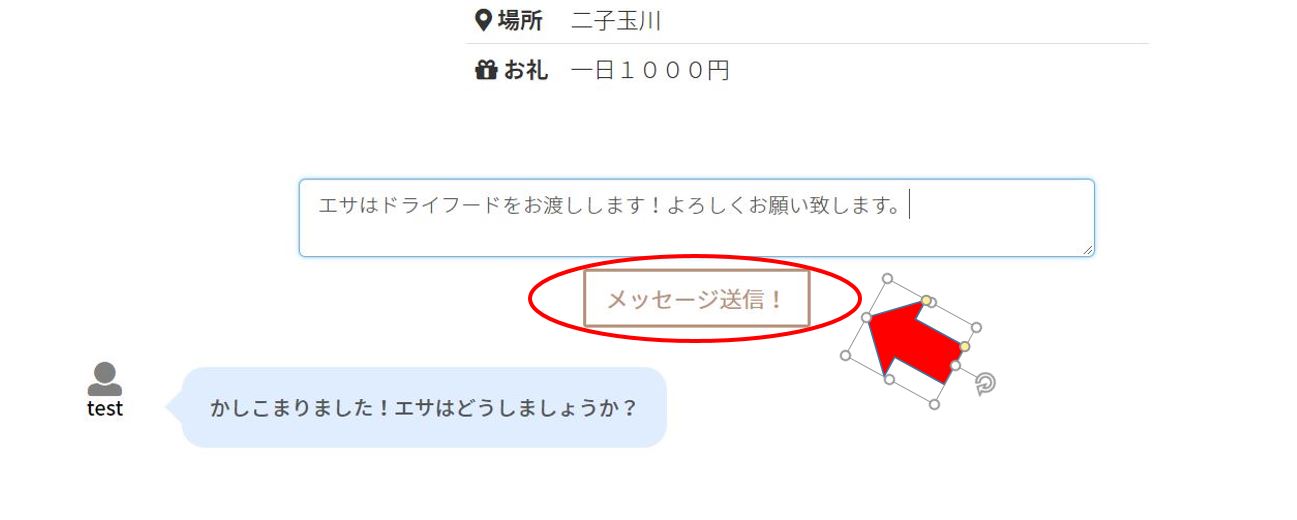 場所 二子玉川
お礼 一日１０００円
エサはドライフードをお渡しします！よろしくお願い致します。
メッセージ送信！
かしこまりました！エサはどうしましょうか？
test